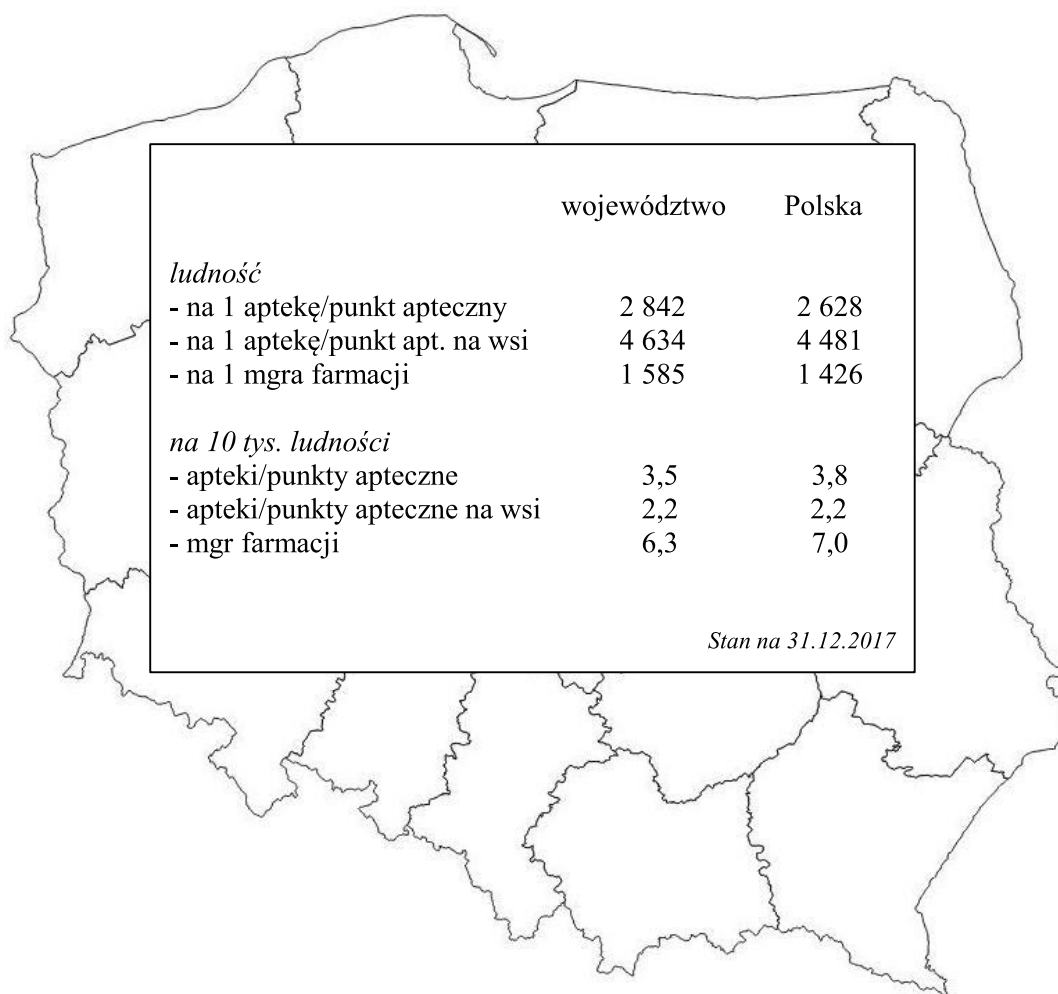 województwo Polska
ludność
- na 1 aptekę/punkt apteczny 2 842 2 628
- na 1 aptekę/punkt apt. na wsi 4 634 4 481
- na 1 mgra farmacji 1 585 1 426
na 10 tys. ludności
- apteki/punkty apteczne 3,5 3,8
- apteki/punkty apteczne na wsi 2,2 2,2
- mgr farmacji 6,3 7,0
Stan na 31.12.2017